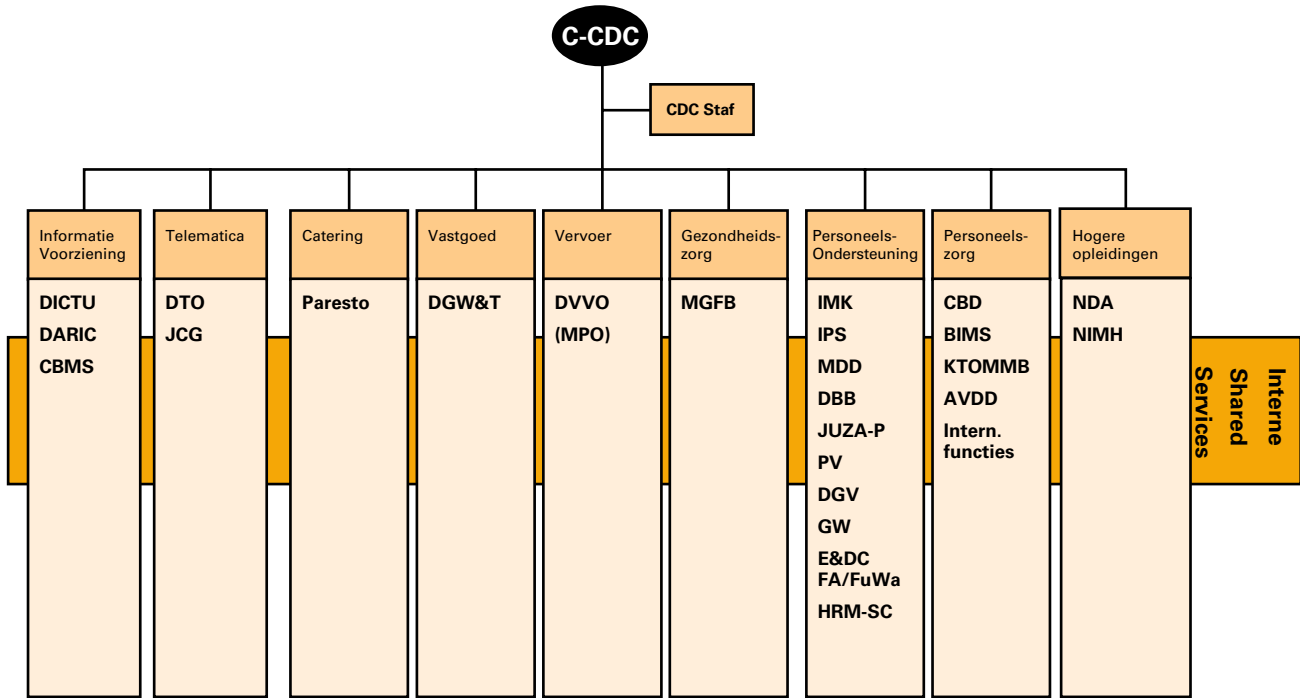 C-CDC
CDC Staf
Informatie
Voorziening
DICTU
DARIC
CBMS
Telematica
DTO
JCG
Catering
Paresto
Vastgoed
DGW&T
Vervoer
DVVO
(MPO)
Gezondheids-
zorg
MGFB
Personeels-
Ondersteuning
IMK
IPS
MDD
DBB
JUZA-P
PV
DGV
GW
E&DC
FA/FuWa
HRM-SC
Personeels-
zorg
CBD
BIMS
KTOMMB
AVDD
Intern.
functies
Hogere
opleidingen
NDA
NIMH
Interne
Shared
Services